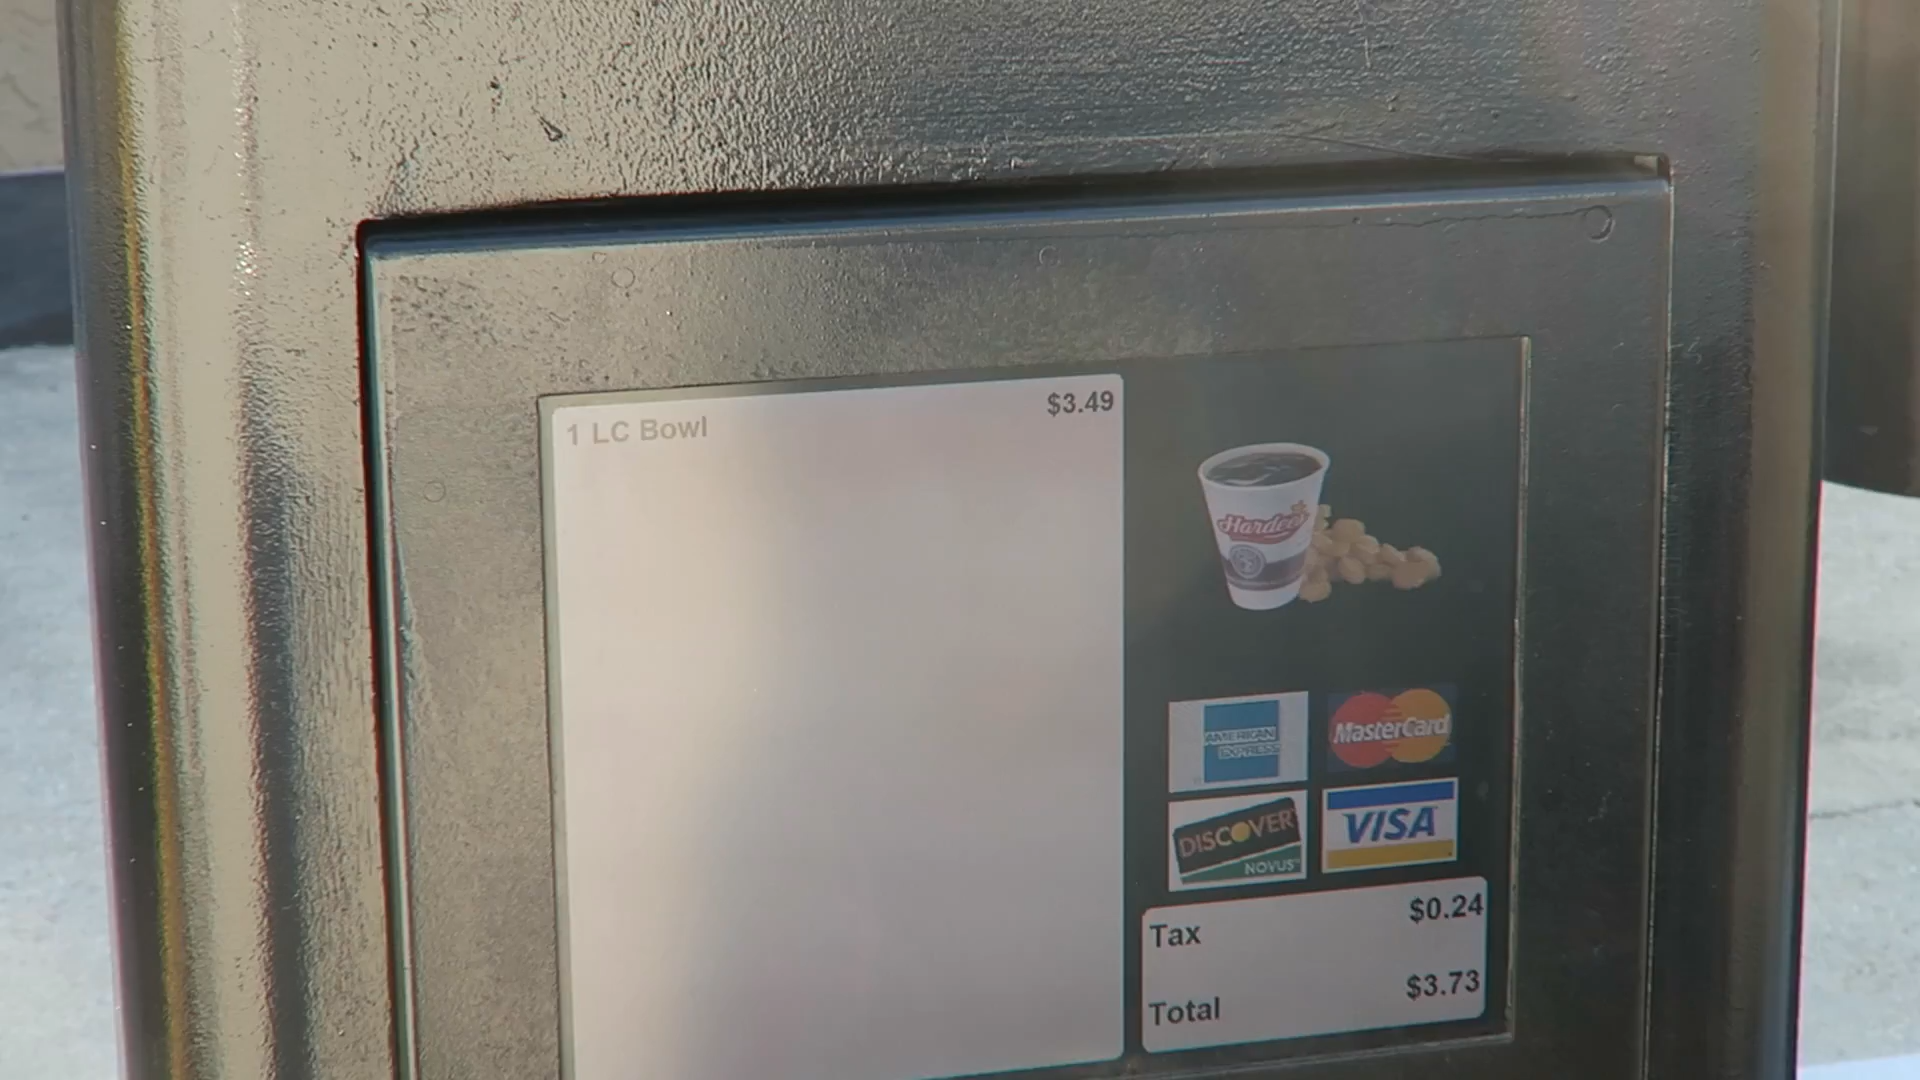 1 LC Bowl $3.49
Hardee's
AMERICAN
EXPRESS
MasterCard
DISCOVER
NOVUS
VISA
Tax $0.24
Total $3.73